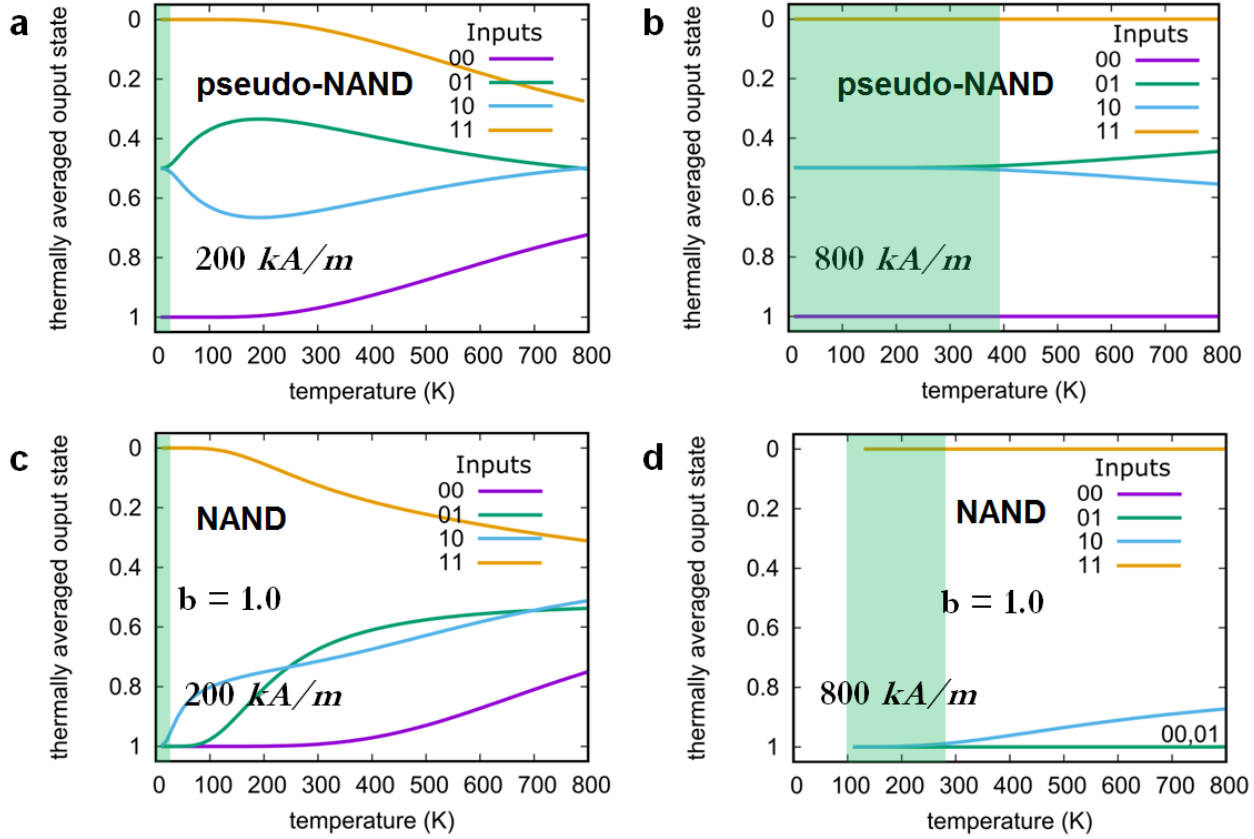 a
thermally averaged ouput state
0
0.2
0.4
0.6
0.8
1
Inputs
00
01
10
11
pseudo-NAND
200 kA/m
0 100 200 300 400 500 600 700 800
temperature (K)
b
thermally averaged ouput state
0
0.2
0.4
0.6
0.8
1
Inputs
00
01
10
11
pseudo-NAND
800 kA/m
0 100 200 300 400 500 600 700 800
temperature (K)
c
thermally averaged ouput state
0
0.2
0.4
0.6
0.8
1
Inputs
00
01
10
11
NAND
b = 1.0
200 kA/m
0 100 200 300 400 500 600 700 800
temperature (K)
d
thermally averaged ouput state
0
0.2
0.4
0.6
0.8
1
Inputs
00
01
10
11
NAND
b = 1.0
800 kA/m
00,01
0 100 200 300 400 500 600 700 800
temperature (K)